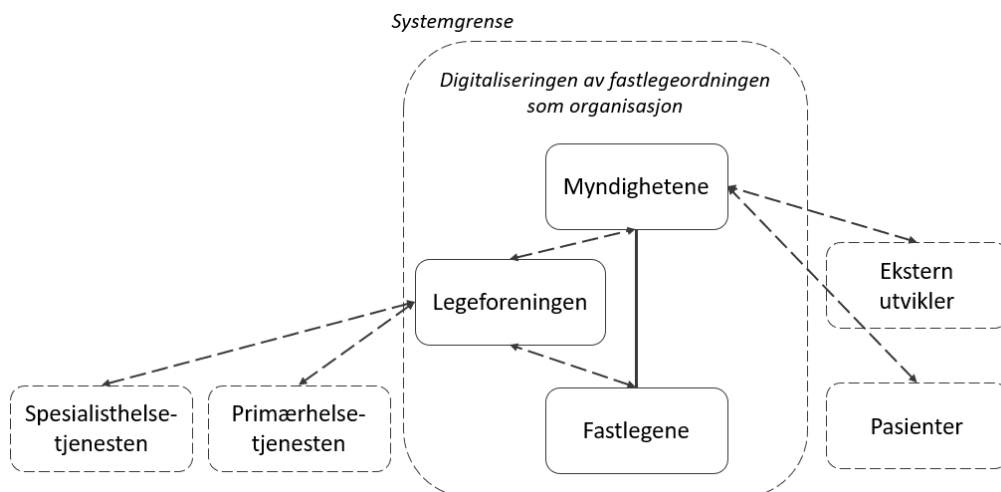 Systemgrense
Digitaliseringen av fastlegeordningen
som organisasjon
Myndighetene
Legeforeningen
Ekstern
utvikler
Spesialisthelse-
tjenesten
Primærhelse-
tjenesten
Fastlegene
Pasienter